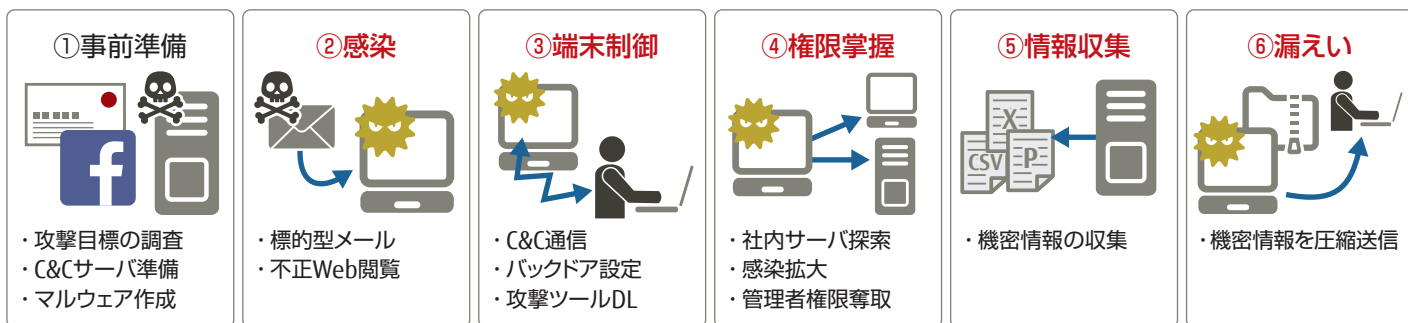 ①事前準備
f
・攻撃目標の調査
・C&Cサーバ準備
・マルウェア作成
②感染
・標的型メール
・不正Web閲覧
③端末制御
・C&C通信
・バックドア設定
・攻撃ツールDL
④権限掌握
・社内サーバ探索
・感染拡大
・管理者権限奪取
⑤情報収集
X
CSV
P
・機密情報の収集
⑥漏えい
・機密情報を圧縮送信